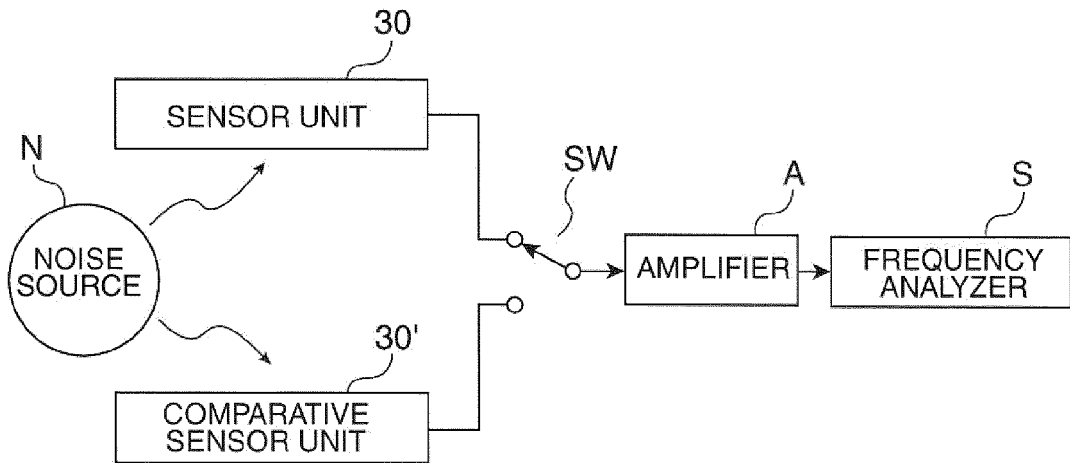 30
SENSOR UNIT
N
NOISE
SOURCE
SW
A
AMPLIFIER
S
FREQUENCY
ANALYZER
30'
COMPARATIVE
SENSOR UNIT